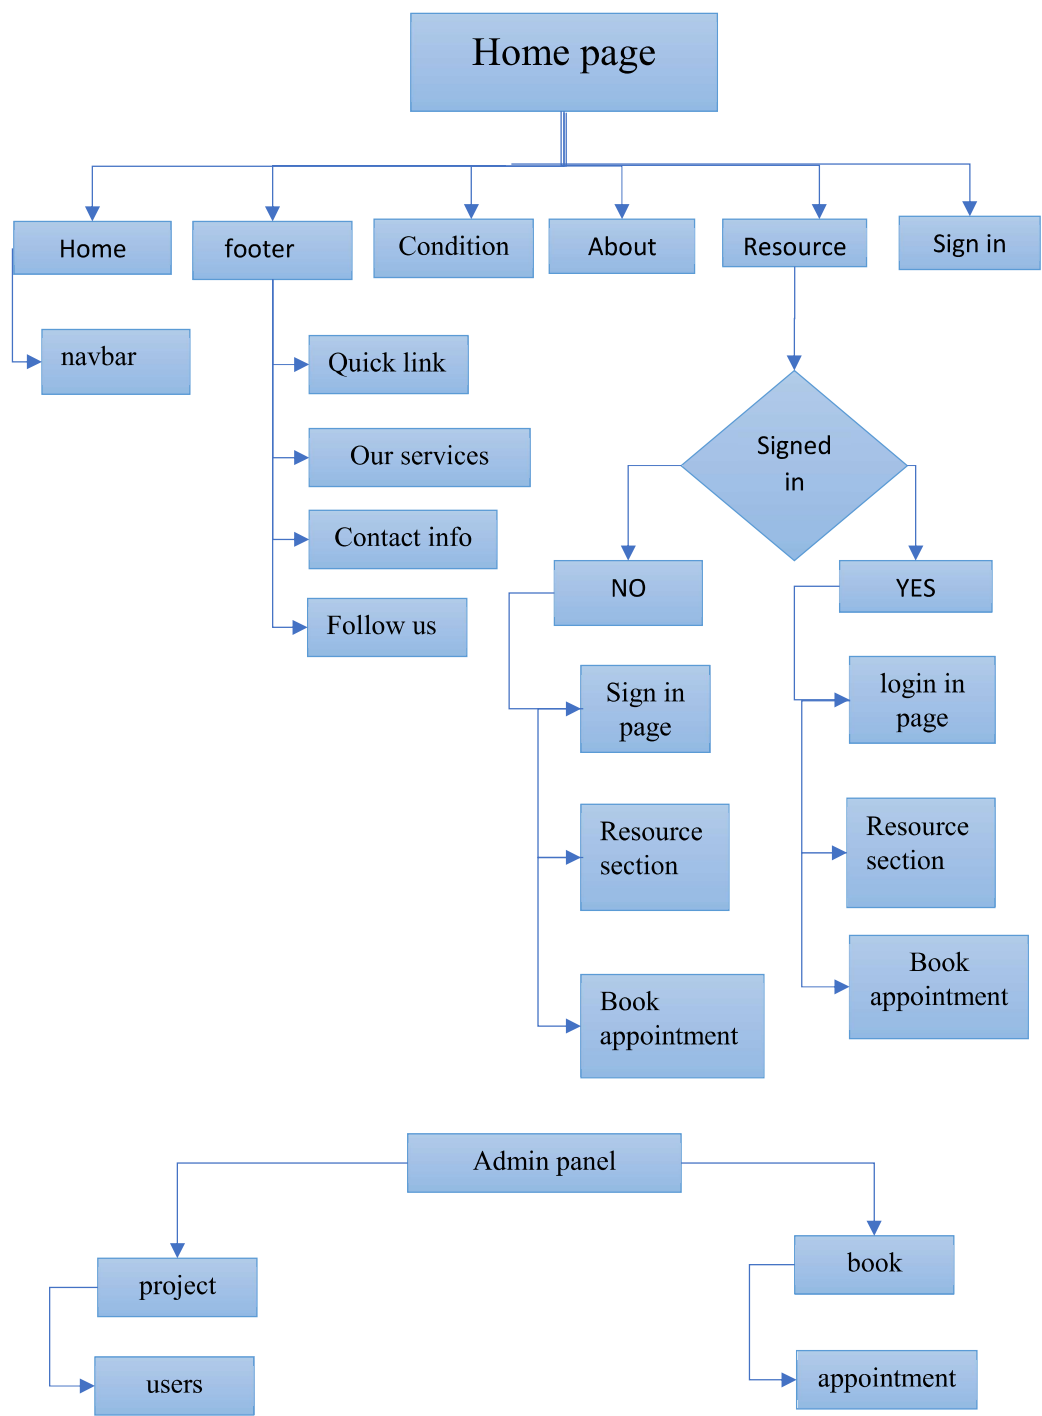 Home page
Home
footer
Condition
About
Resource
Sign in
navbar
Quick link
Our services
Contact info
Follow us
Signed
in
NO
YES
Sign in
page
login in
page
Resource
section
Resource
section
Book
appointment
Book
appointment
Admin panel
project
book
users
appointment